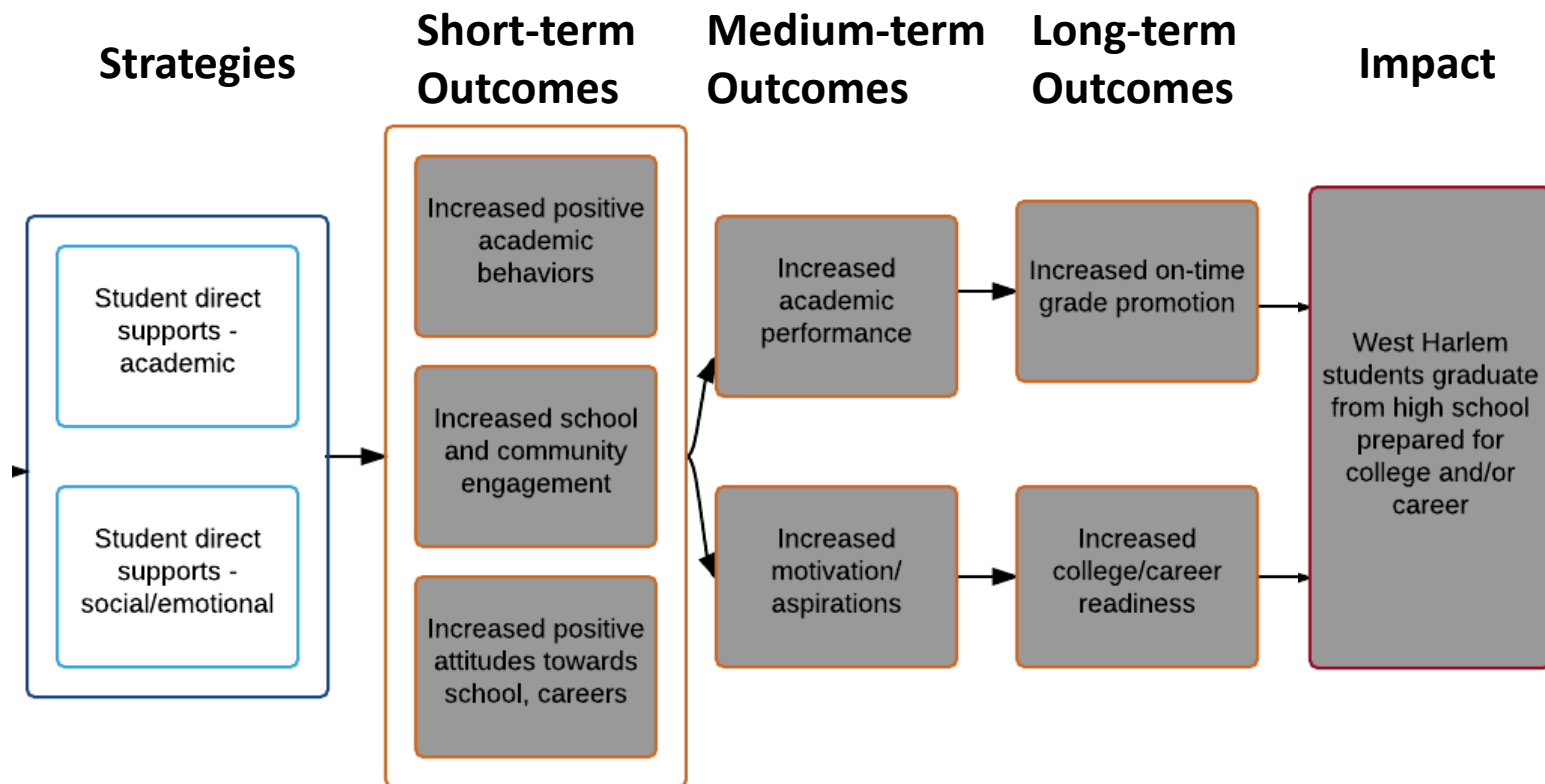 Strategies
Short-term
Outcomes
Medium-term
Outcomes
Long-term
Outcomes
Impact
Student direct
supports -
academic
Student direct
supports -
social/emotional
Increased positive
academic
behaviors
Increased school
and community
engagement
Increased positive
attitudes towards
school, careers
Increased
academic
performance
Increased
motivation/
aspirations
Increased on-time
grade promotion
Increased
college/career
readiness
West Harlem
students graduate
from high school
prepared for
college and/or
career